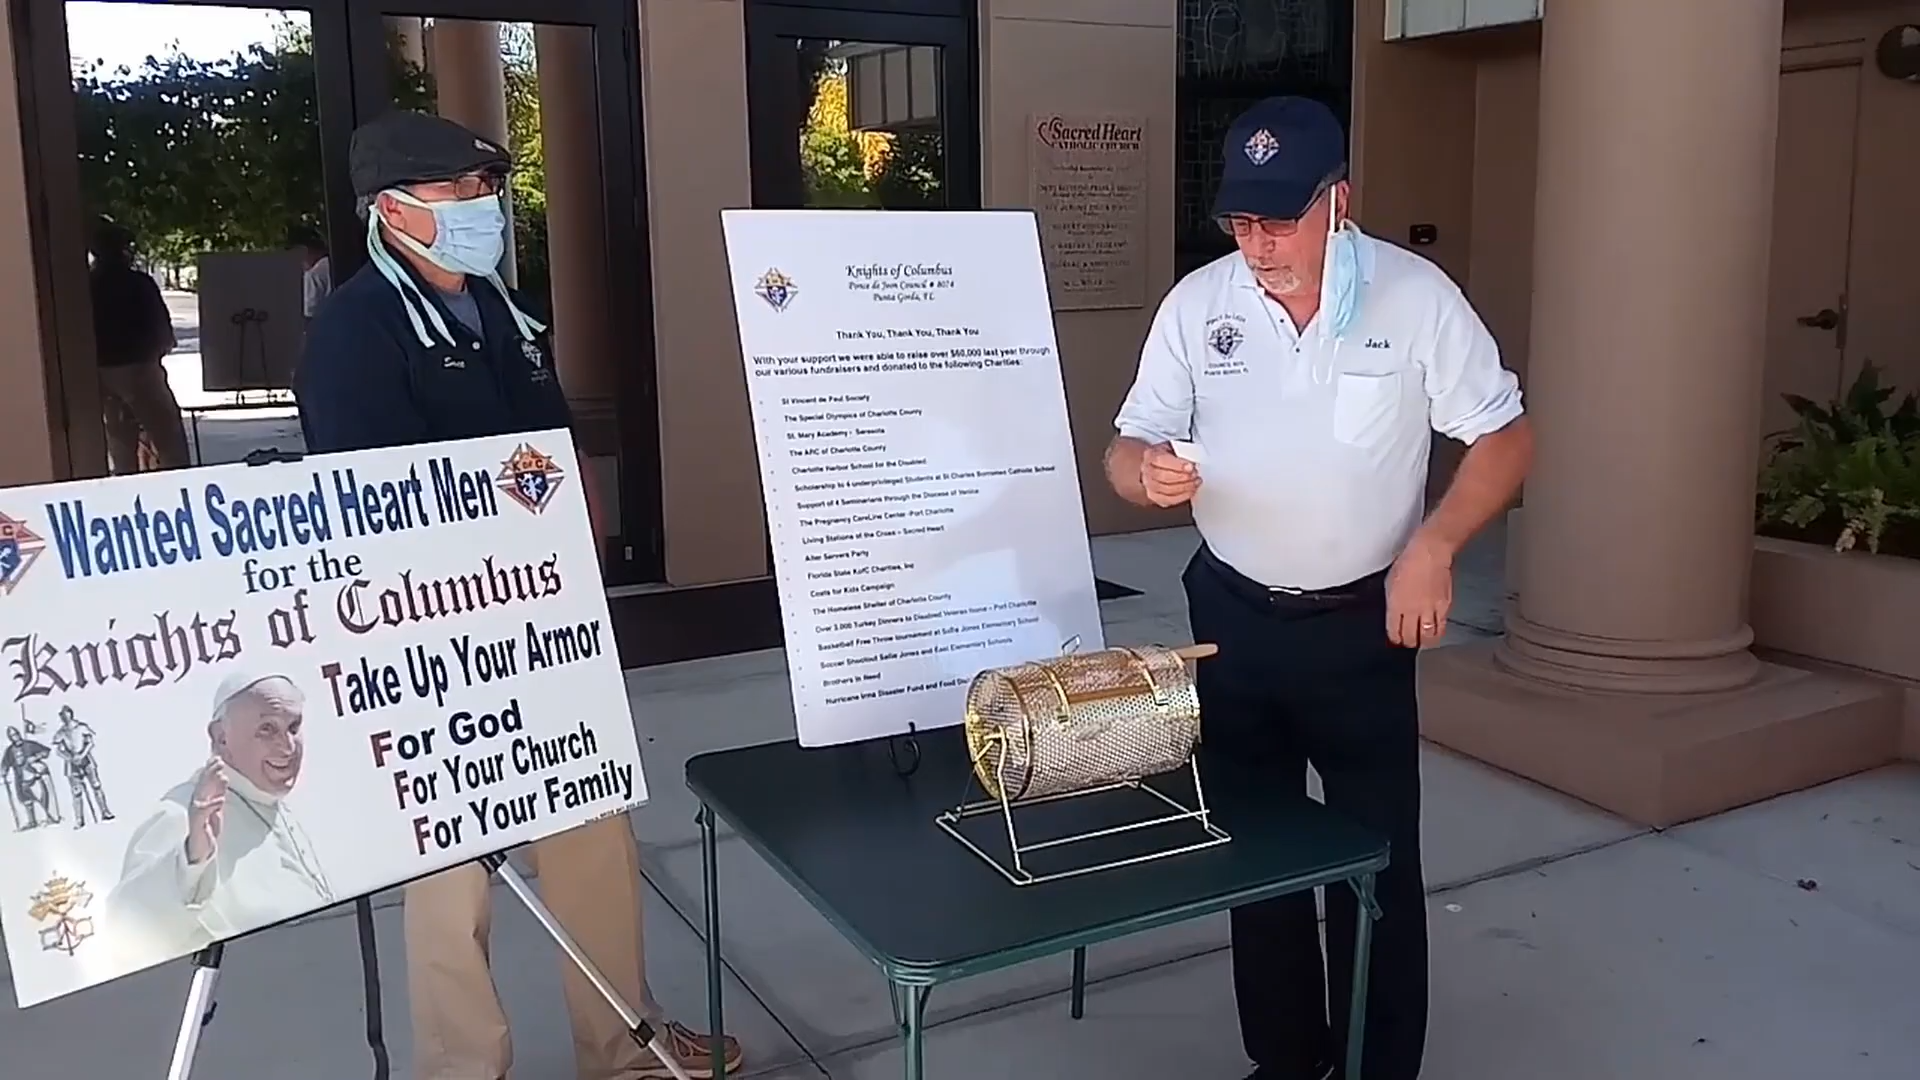 Wanted Sacred Heart Men
for the
Knights of Columbus
Take Up Your Armor
For God
For Your Church
For Your Family
K of C
Knights of Columbus
Ponce de Leon Council # 8074
Punta Gorda, FL
Thank You, Thank You, Thank You
With your support we were able to raise over $60,000 last year through
our various fundraisers and donated to the following Charities:
St Vincent de Paul Society
The Special Olympics of Charlotte County
St. Mary Academy - Sarasota
The ARC of Charlotte County
Charlotte Harbor School for the Disabled
Scholarship to 6 underprivileged Students at St Charles Borromeo Catholic School
Support of 4 Seminarians through the Diocese of Venice
The Pregnancy CareLine Center - Port Charlotte
Living Stations of the Cross - Sacred Heart
Alter Servers Party
Florida State KofC Charities, Inc
Coats for Kids Campaign
The Homeless Shelter of Charlotte County
Over 3,000 Turkey Dinners to Disabled Veteran Home - Port Charlotte
Basketball Free Throw tournament at Sallie Jones Elementary School
Soccer Shootout Sallie Jones and East Elementary Schools
Brothers In Need
Hurricane Irma Disaster Fund and Food
Sacred Heart
CATHOLIC CHURCH
Jack